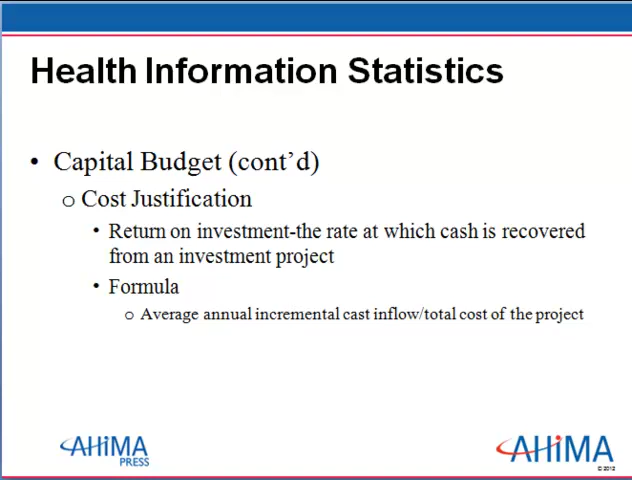 Health Information Statistics
• Capital Budget (cont’d)
o Cost Justification
• Return on investment-the rate at which cash is recovered
from an investment project
• Formula
o Average annual incremental cast inflow/total cost of the project
AHiMA
PRESS
AHiMA
© 2012